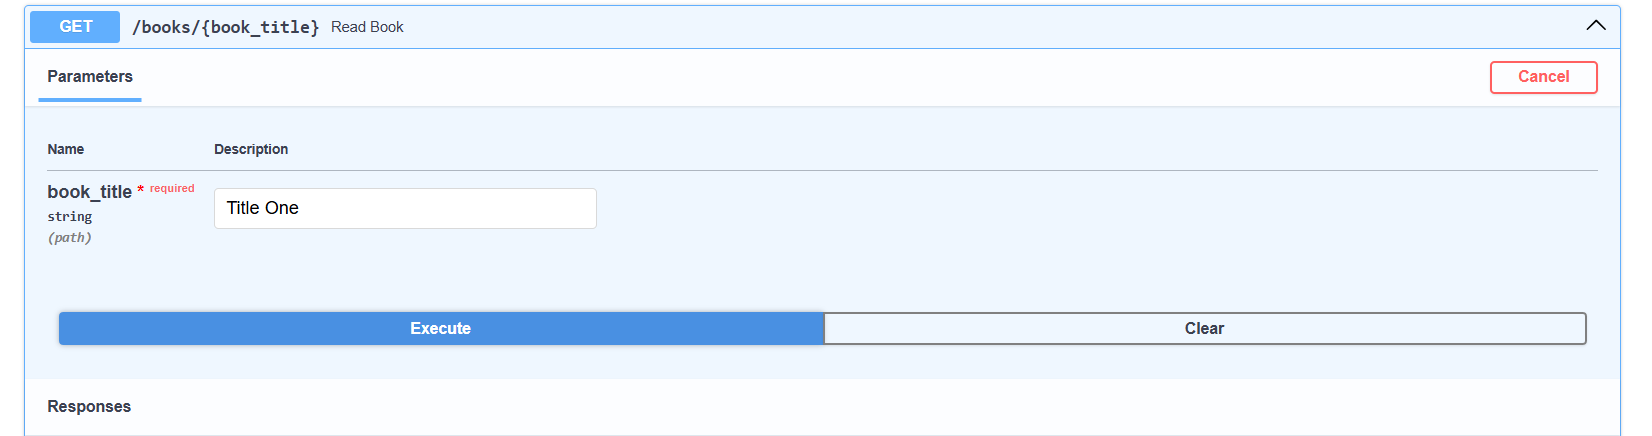 GET /books/{book_title} Read Book
Parameters
Cancel
Name Description
book_title * required
string
(path)
Title One
Execute Clear
Responses